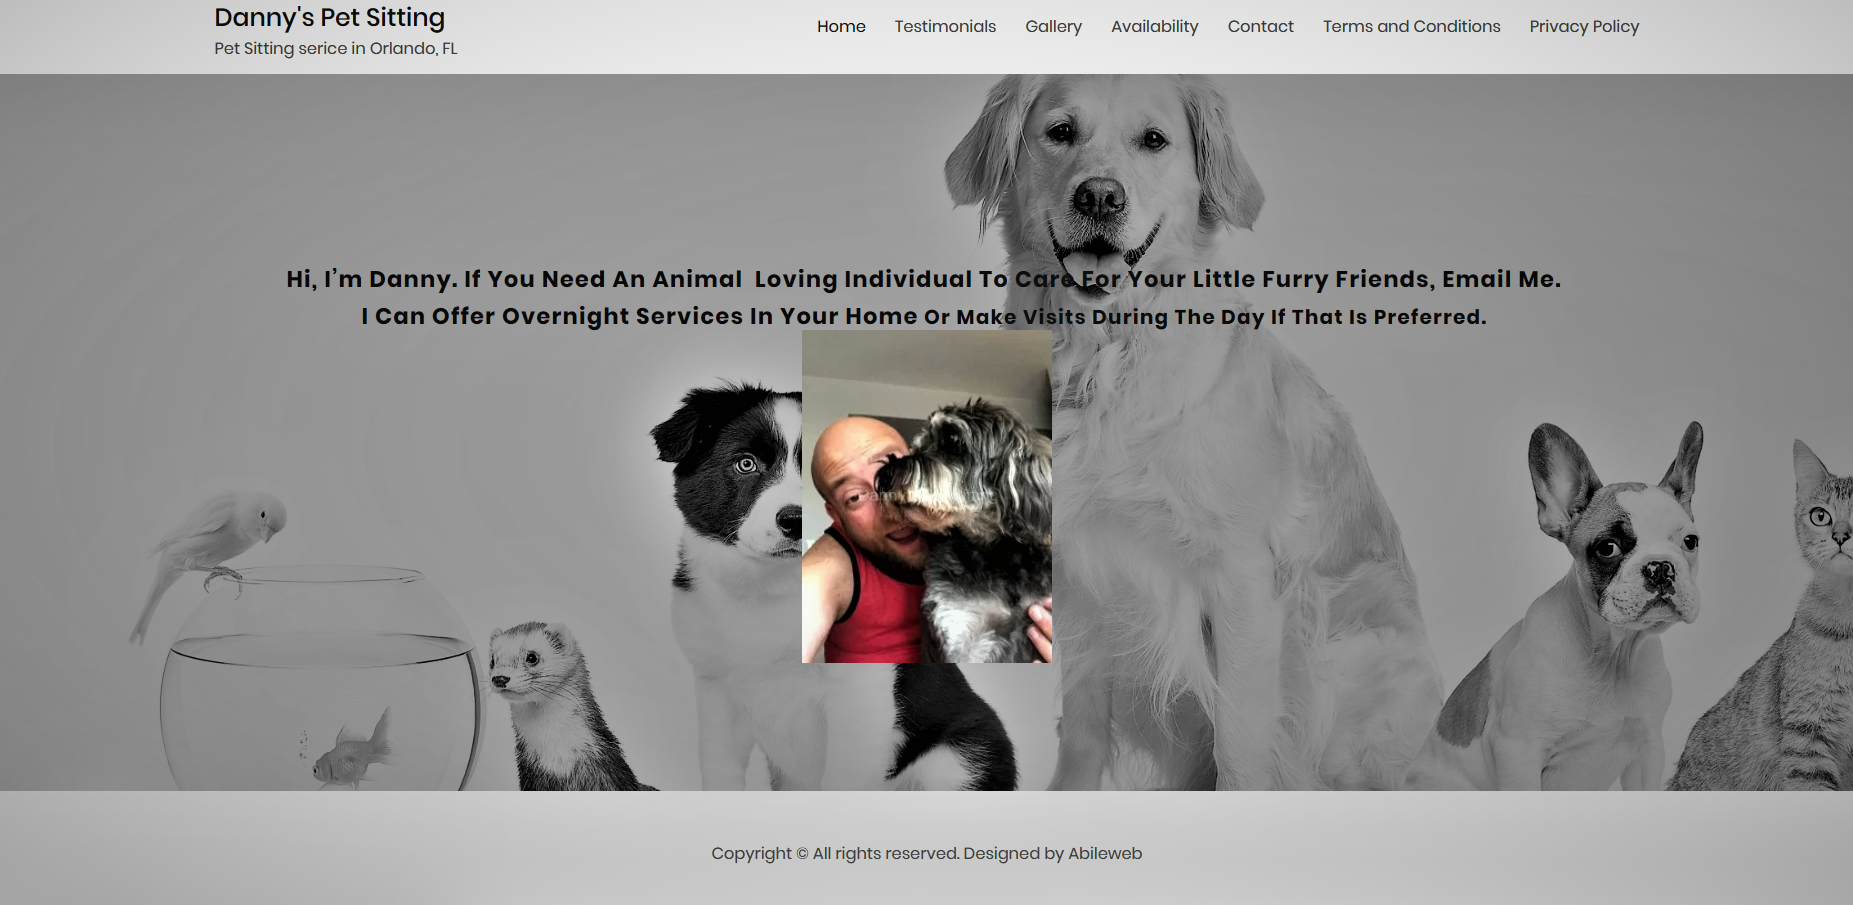 Danny's Pet Sitting
Pet Sitting serice in Orlando, FL
Home Testimonials Gallery Availability Contact Terms and Conditions Privacy Policy
Hi, I'm Danny. If You Need An Animal  Loving Individual To Care For Your Little Furry Friends, Email Me.
I Can Offer Overnight Services In Your Home Or Make Visits During The Day If That Is Preferred.
Copyright © All rights reserved. Designed by Abileweb